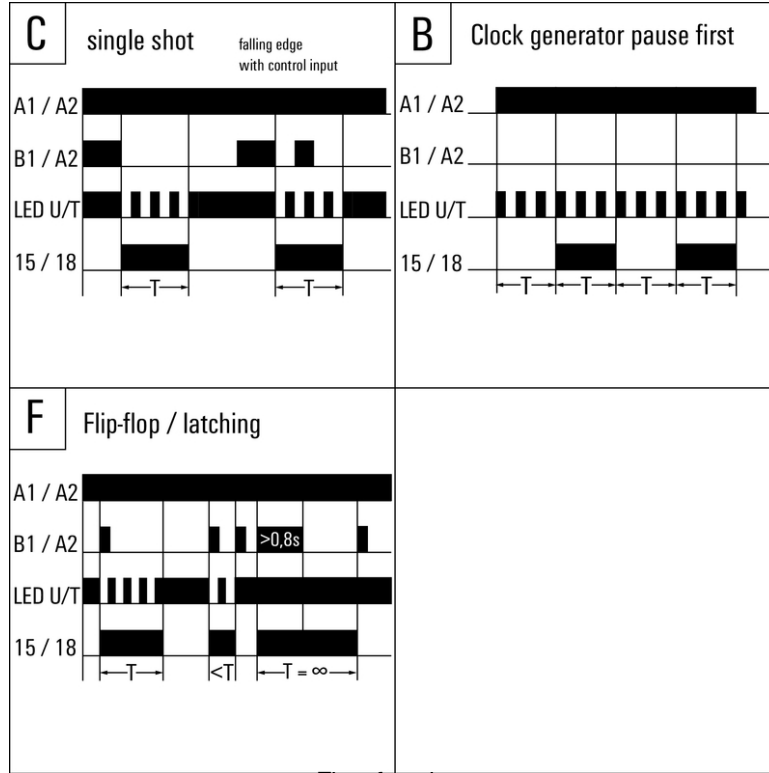 C
single shot
falling edge
with control input
A1 / A2
B1 / A2
LED U/T
15 / 18
T
T
B
Clock generator pause first
A1 / A2
B1 / A2
LED U/T
15 / 18
T
T
T
T
F
Flip-flop / latching
A1 / A2
B1 / A2
>0,8s
LED U/T
15 / 18
T
<T
T = ∞